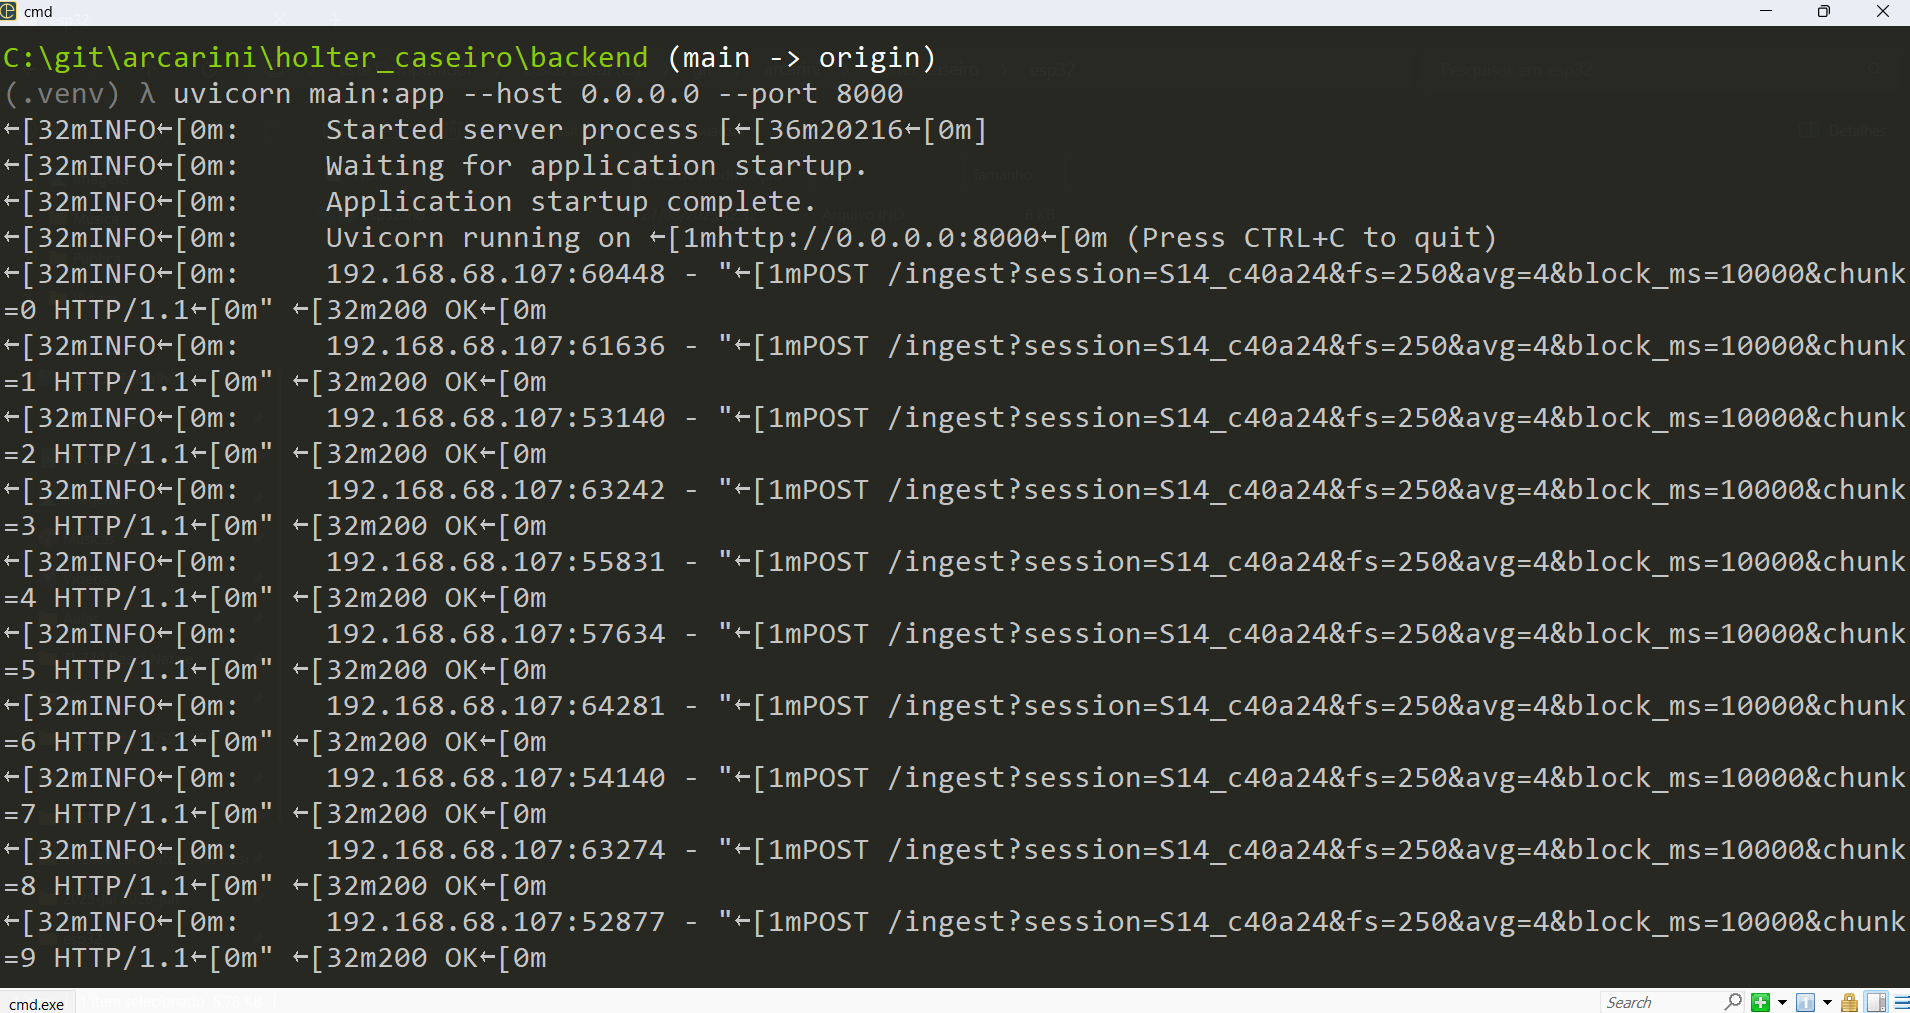 cmd
C:\git\arcarini\holter_caseiro\backend (main -> origin)
(.venv) λ uvicorn main:app --host 0.0.0.0 --port 8000
←[32mINFO←[0m:     Started server process [←[36m20216←[0m]
←[32mINFO←[0m:     Waiting for application startup.
←[32mINFO←[0m:     Application startup complete.
←[32mINFO←[0m:     Uvicorn running on ←[1mhttp://0.0.0.0:8000←[0m (Press CTRL+C to quit)
←[32mINFO←[0m:     192.168.68.107:60448 - "←[1mPOST /ingest?session=S14_c40a24&fs=250&avg=4&block_ms=10000&chunk
=0 HTTP/1.1←[0m" ←[32m200 OK←[0m
←[32mINFO←[0m:     192.168.68.107:61636 - "←[1mPOST /ingest?session=S14_c40a24&fs=250&avg=4&block_ms=10000&chunk
=1 HTTP/1.1←[0m" ←[32m200 OK←[0m
←[32mINFO←[0m:     192.168.68.107:53140 - "←[1mPOST /ingest?session=S14_c40a24&fs=250&avg=4&block_ms=10000&chunk
=2 HTTP/1.1←[0m" ←[32m200 OK←[0m
←[32mINFO←[0m:     192.168.68.107:63242 - "←[1mPOST /ingest?session=S14_c40a24&fs=250&avg=4&block_ms=10000&chunk
=3 HTTP/1.1←[0m" ←[32m200 OK←[0m
←[32mINFO←[0m:     192.168.68.107:55831 - "←[1mPOST /ingest?session=S14_c40a24&fs=250&avg=4&block_ms=10000&chunk
=4 HTTP/1.1←[0m" ←[32m200 OK←[0m
←[32mINFO←[0m:     192.168.68.107:57634 - "←[1mPOST /ingest?session=S14_c40a24&fs=250&avg=4&block_ms=10000&chunk
=5 HTTP/1.1←[0m" ←[32m200 OK←[0m
←[32mINFO←[0m:     192.168.68.107:64281 - "←[1mPOST /ingest?session=S14_c40a24&fs=250&avg=4&block_ms=10000&chunk
=6 HTTP/1.1←[0m" ←[32m200 OK←[0m
←[32mINFO←[0m:     192.168.68.107:54140 - "←[1mPOST /ingest?session=S14_c40a24&fs=250&avg=4&block_ms=10000&chunk
=7 HTTP/1.1←[0m" ←[32m200 OK←[0m
←[32mINFO←[0m:     192.168.68.107:63274 - "←[1mPOST /ingest?session=S14_c40a24&fs=250&avg=4&block_ms=10000&chunk
=8 HTTP/1.1←[0m" ←[32m200 OK←[0m
←[32mINFO←[0m:     192.168.68.107:52877 - "←[1mPOST /ingest?session=S14_c40a24&fs=250&avg=4&block_ms=10000&chunk
=9 HTTP/1.1←[0m" ←[32m200 OK←[0m
cmd.exe
Search